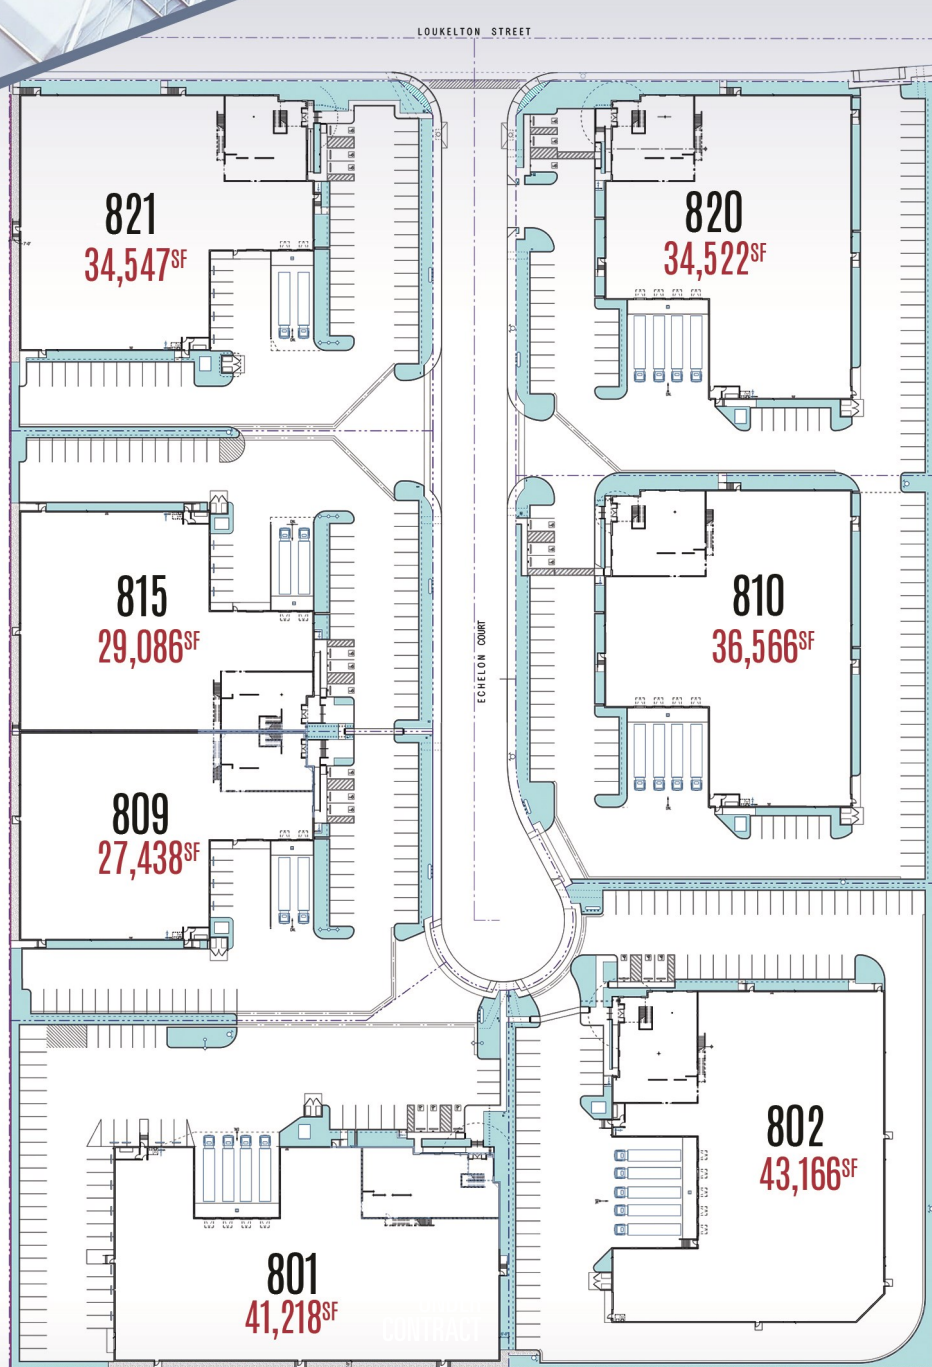 LOUKELTON STREET
821
34,547SF
820
34,522SF
815
29,086SF
810
36,566SF
ECHELON COURT
809
27,438SF
802
43,166SF
801
41,218SF
CONTRACT